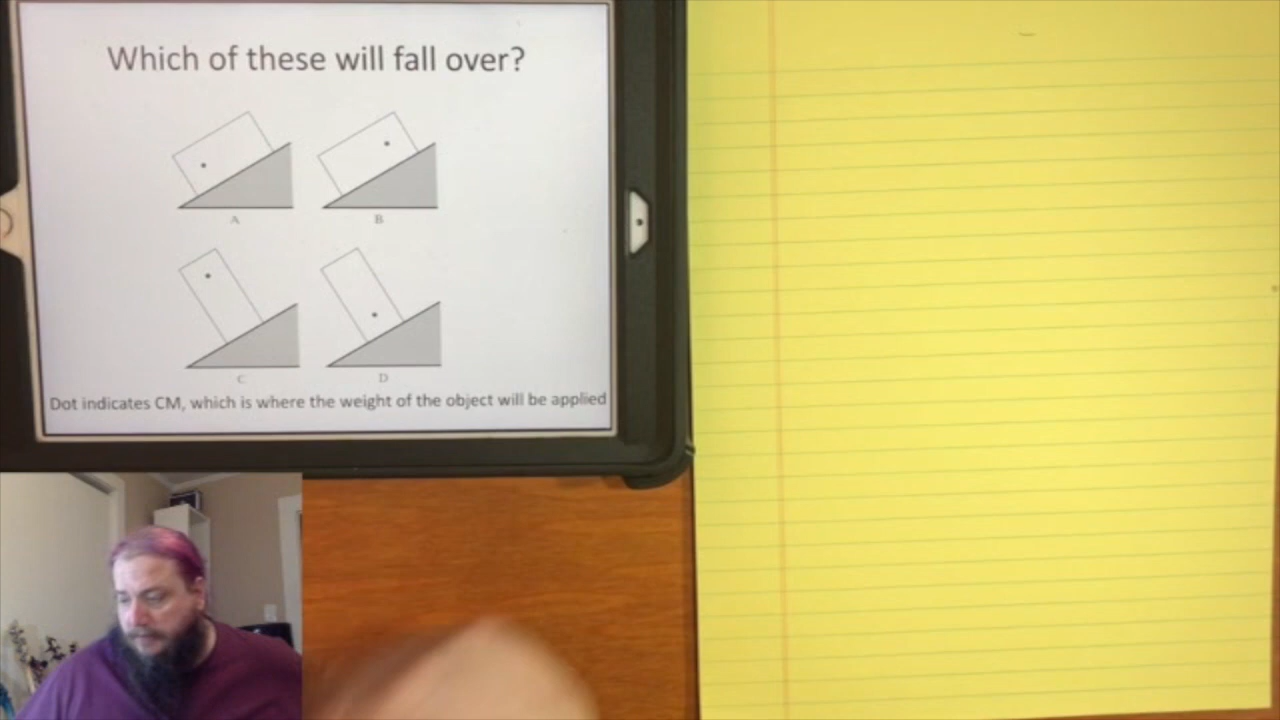 Which of these will fall over?
A
B
C
D
Dot indicates CM, which is where the weight of the object will be applied